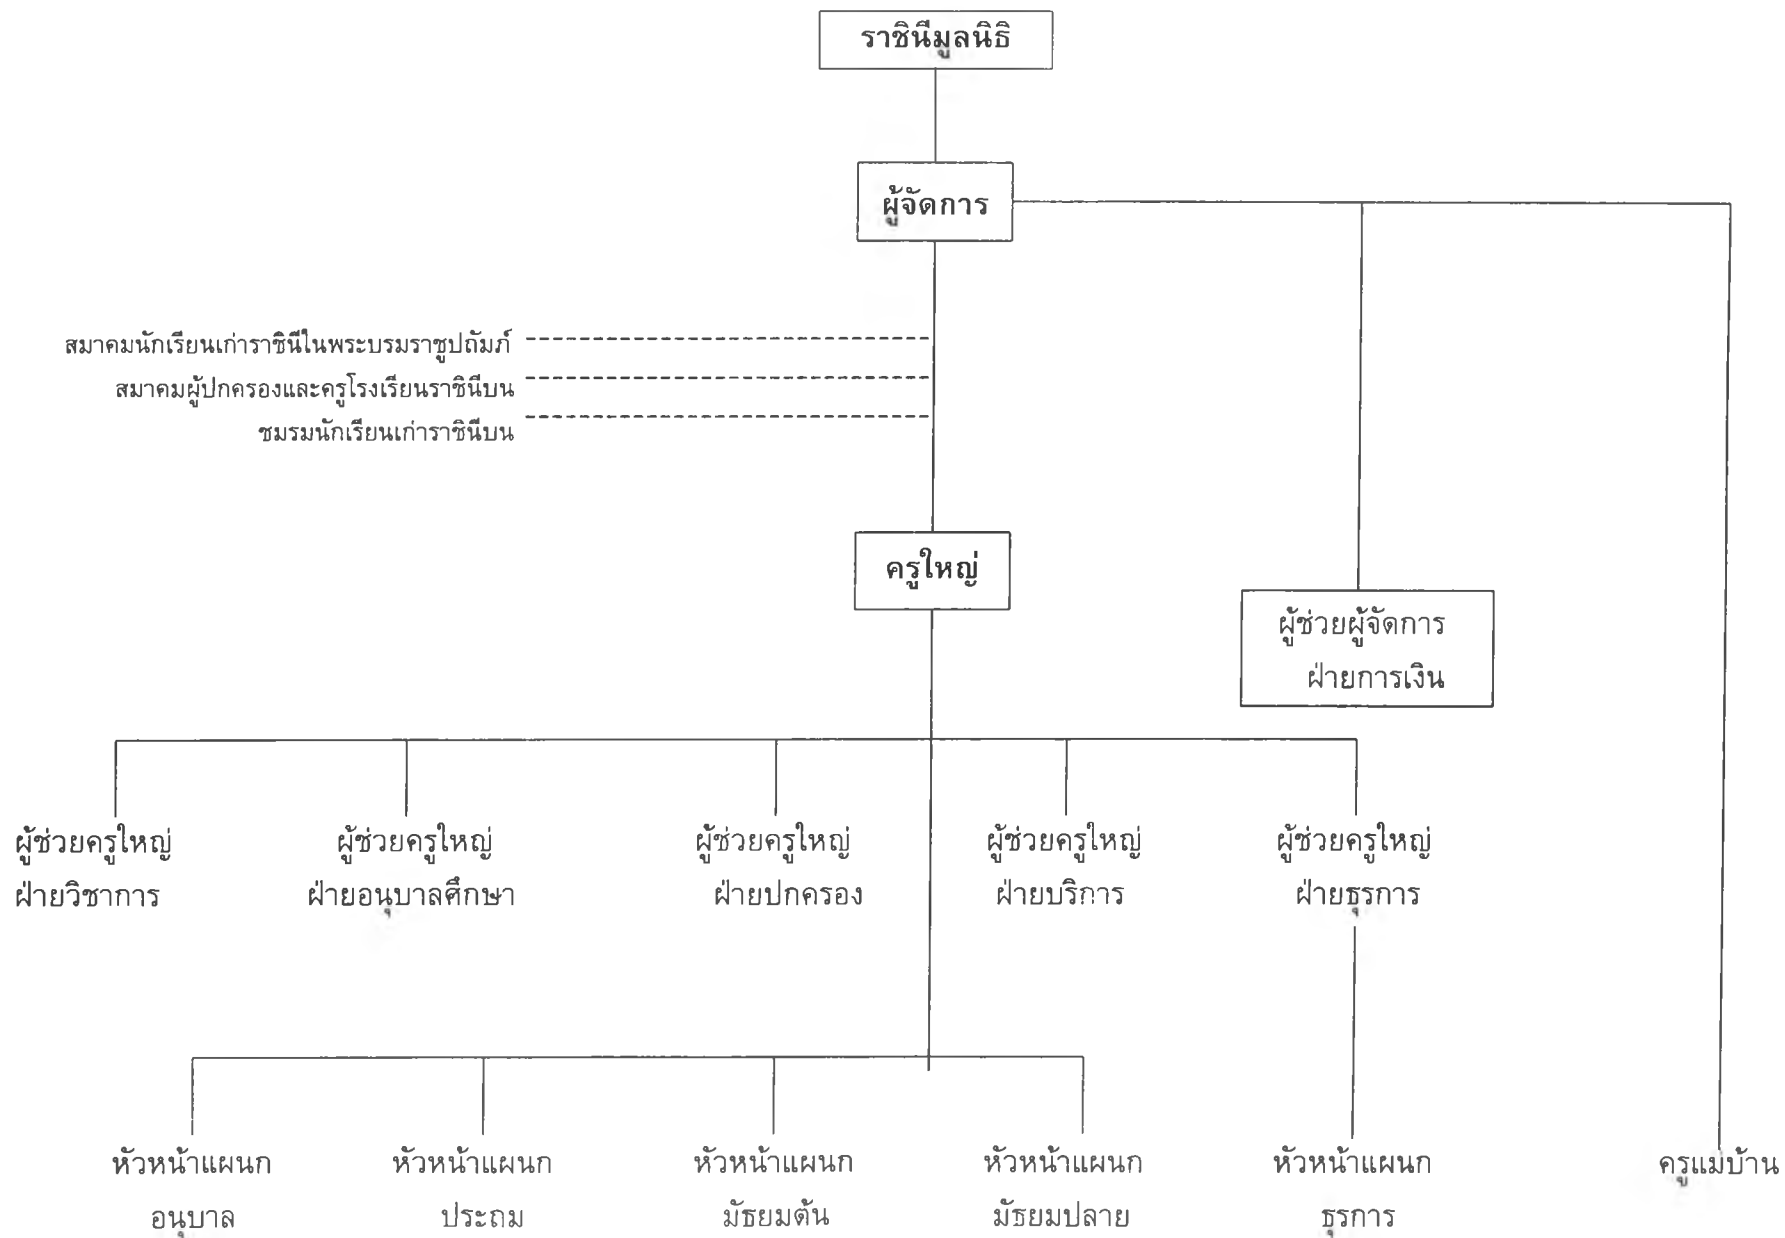 ราชินีมูลนิธิ
ผู้จัดการ
สมาคมนักเรียนเก่าราชินีในพระบรมราชูปถัมภ์
สมาคมผู้ปกครองและครูโรงเรียนราชินีบน
ชมรมนักเรียนเก่าราชินีบน
ครูใหญ่
ผู้ช่วยผู้จัดการ
ฝ่ายการเงิน
ผู้ช่วยครูใหญ่
ฝ่ายวิชาการ
ผู้ช่วยครูใหญ่
ฝ่ายอนุบาลศึกษา
ผู้ช่วยครูใหญ่
ฝ่ายปกครอง
ผู้ช่วยครูใหญ่
ฝ่ายบริการ
ผู้ช่วยครูใหญ่
ฝ่ายธุรการ
หัวหน้าแผนก
อนุบาล
หัวหน้าแผนก
ประถม
หัวหน้าแผนก
มัธยมต้น
หัวหน้าแผนก
มัธยมปลาย
หัวหน้าแผนก
ธุรการ
ครูแม่บ้าน